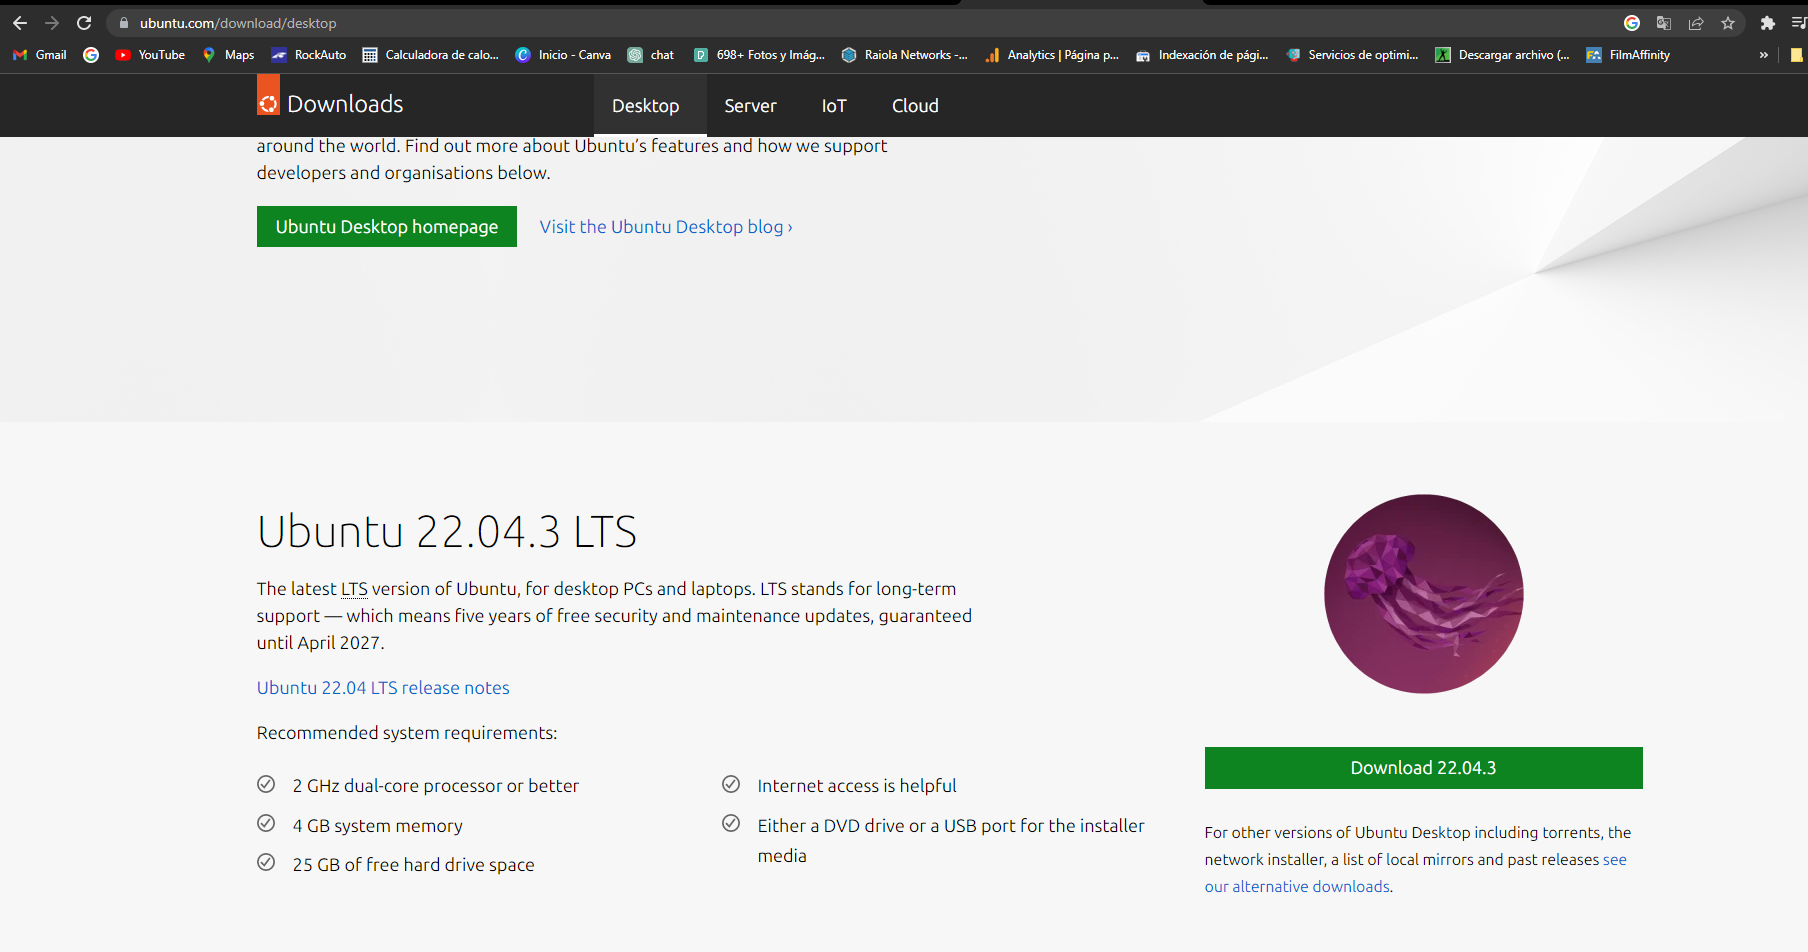 ubuntu.com/download/desktop
Gmail
YouTube
Maps
RockAuto
Calculadora de calo...
Inicio - Canva
chat
698+ Fotos y Imág...
Raiola Networks -...
Analytics | Página p...
Indexación de pági...
Servicios de optimi...
Descargar archivo (...
FilmAffinity
»
Downloads
Desktop
Server
IoT
Cloud
around the world. Find out more about Ubuntu’s features and how we support
developers and organisations below.
Ubuntu Desktop homepage
Visit the Ubuntu Desktop blog ›
Ubuntu 22.04.3 LTS
The latest LTS version of Ubuntu, for desktop PCs and laptops. LTS stands for long-term
support — which means five years of free security and maintenance updates, guaranteed
until April 2027.
Ubuntu 22.04 LTS release notes
Recommended system requirements:
2 GHz dual-core processor or better
4 GB system memory
25 GB of free hard drive space
Internet access is helpful
Either a DVD drive or a USB port for the installer
media
Download 22.04.3
For other versions of Ubuntu Desktop including torrents, the
network installer, a list of local mirrors and past releases see
our alternative downloads.